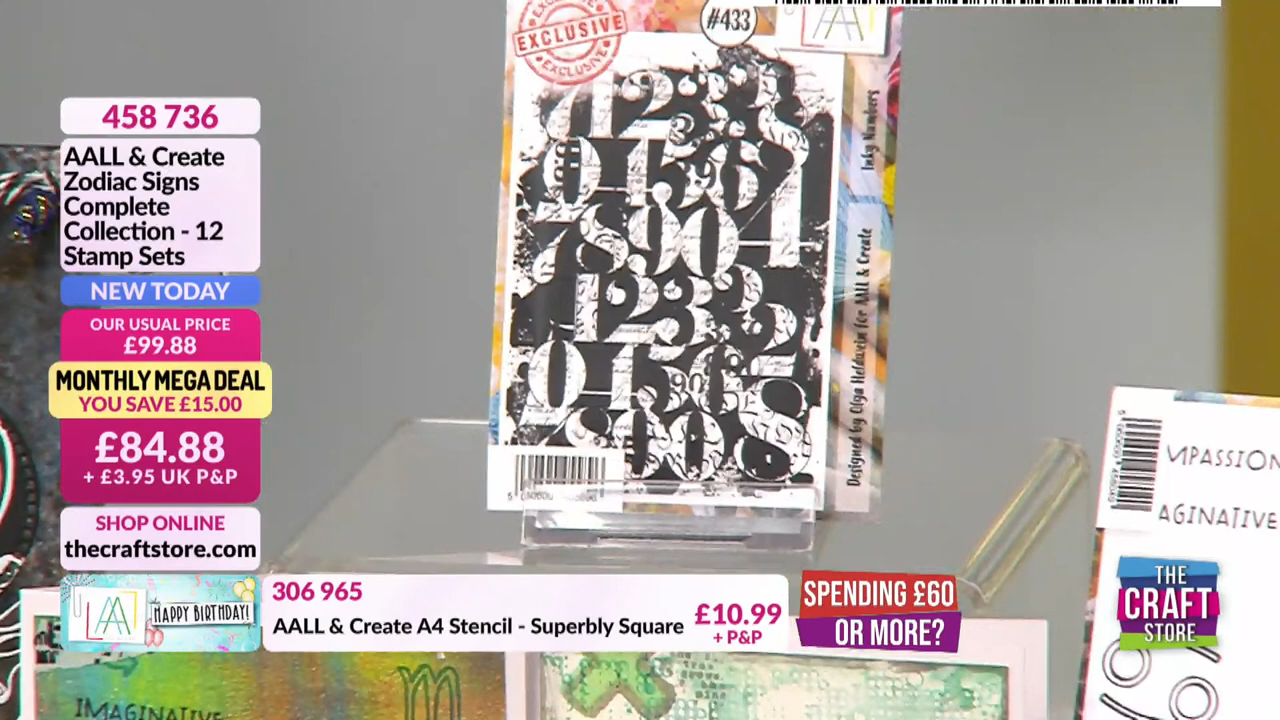 458 736
AALL & Create
Zodiac Signs
Complete
Collection - 12
Stamp Sets
NEW TODAY
OUR USUAL PRICE
£99.88
MONTHLY MEGA DEAL
YOU SAVE £15.00
£84.88
+ £3.95 UK P&P
SHOP ONLINE
thecraftstore.com
HAPPY BIRTHDAY!
306 965
AALL & Create A4 Stencil - Superbly Square
£10.99
+ P&P
SPENDING £60
OR MORE?
THE
CRAFT
STORE
EXCLUSIVE
EXCLUSIVE
#433
Inky Numbers
Designed by Olga Heldwein for AALL & Create
MPASSION
AGINATIVE
IMAGINATIVE